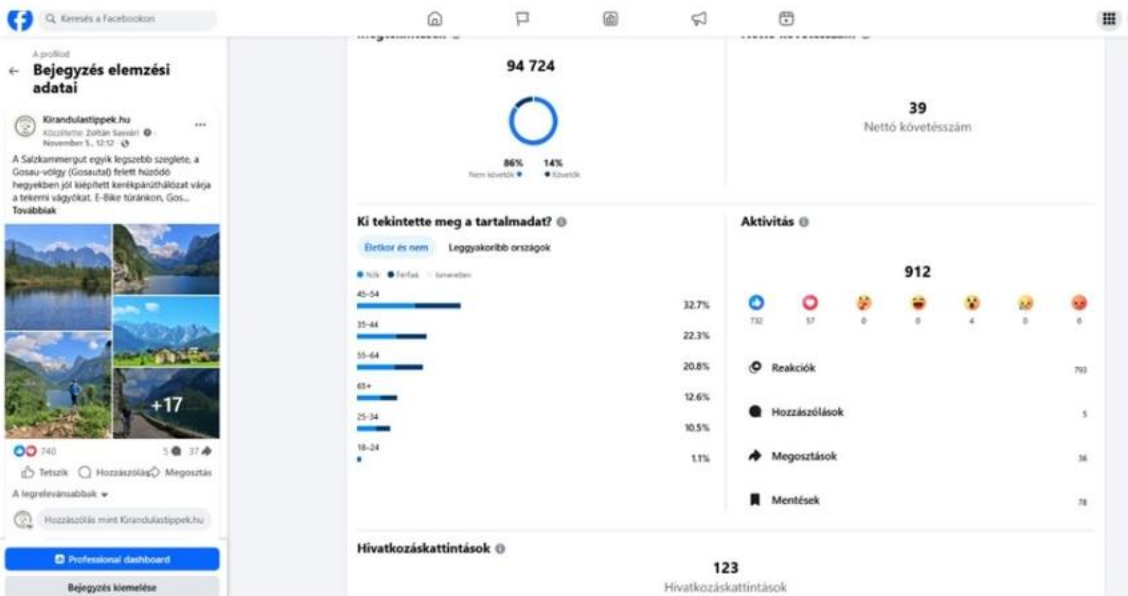 Keresés a Facebookon
A profilod
Bejegyzés elemzési
adatai
Kirandulastippek.hu
Közzétette: Zoltán Sasvári
November 5., 12:12
A Salzkammergut egyik legszebb szeglete, a
Gosau-völgy (Gosautal) felett húzódó
hegyekben jól kiépített kerékpárúthálózat várja
a tekerni vágyókat. E-Bike túránkon, Gos...
Továbbiak
+17
740
5 37
Tetszik Hozzászólás Megosztás
A legrelevánsabbak
Hozzászólás mint Kirandulastippek.hu
Professional dashboard
Bejegyzés kiemelése
94 724
86% 14%
Nem követők Követők
39
Nettó követésszám
Ki tekintette meg a tartalmadat?
Életkor és nem Leggyakoribb országok
Nők Férfiak Ismeretlen
45-54
32.7%
35-44
22.3%
55-64
20.8%
65+
12.6%
25-34
10.5%
18-24
1.1%
Aktivitás
912
732 57 0 0 4 0 0
Reakciók 793
Hozzászólások 5
Megosztások 36
Mentések 78
Hivatkozáskattintások
123
Hivatkozáskattintások